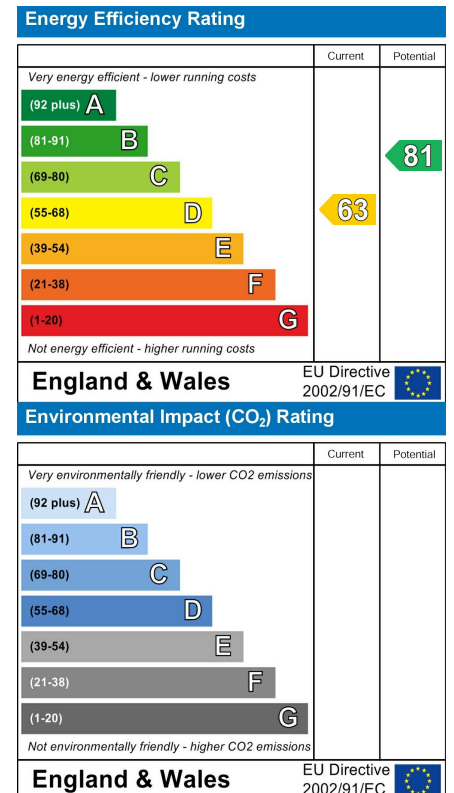 Energy Efficiency Rating
Current Potential
Very energy efficient - lower running costs
(92 plus) A
(81-91) B
81
(69-80) C
(55-68) D
63
(39-54) E
(21-38) F
(1-20) G
Not energy efficient - higher running costs
England & Wales
EU Directive
2002/91/EC
Environmental Impact (CO₂) Rating
Current Potential
Very environmentally friendly - lower CO2 emissions
(92 plus) A
(81-91) B
(69-80) C
(55-68) D
(39-54) E
(21-38) F
(1-20) G
Not environmentally friendly - higher CO2 emissions
England & Wales
EU Directive
2002/91/EC